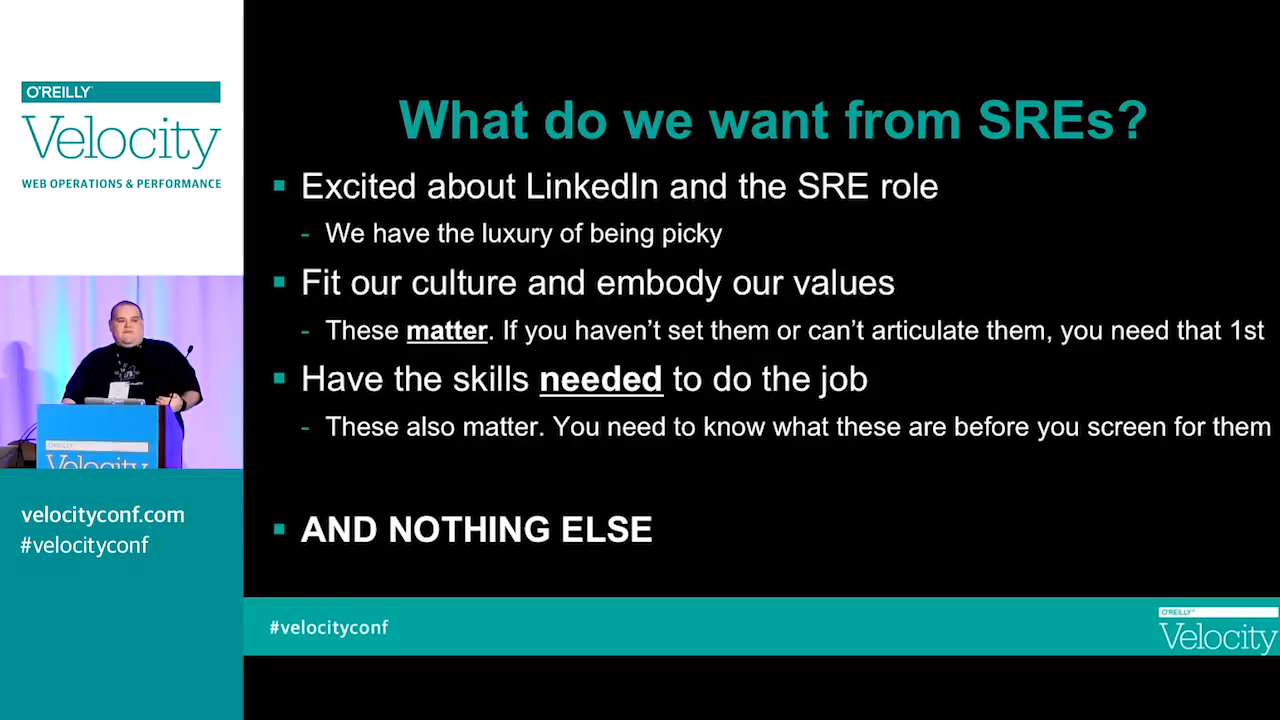 O'REILLY
Velocity
WEB OPERATIONS & PERFORMANCE
O'REILLY
Velocity
velocityconf.com
#velocityconf
What do we want from SREs?
Excited about LinkedIn and the SRE role
- We have the luxury of being picky
Fit our culture and embody our values
- These matter. If you haven't set them or can't articulate them, you need that 1st
Have the skills needed to do the job
- These also matter. You need to know what these are before you screen for them
AND NOTHING ELSE
#velocityconf
O'REILLY
Velocity